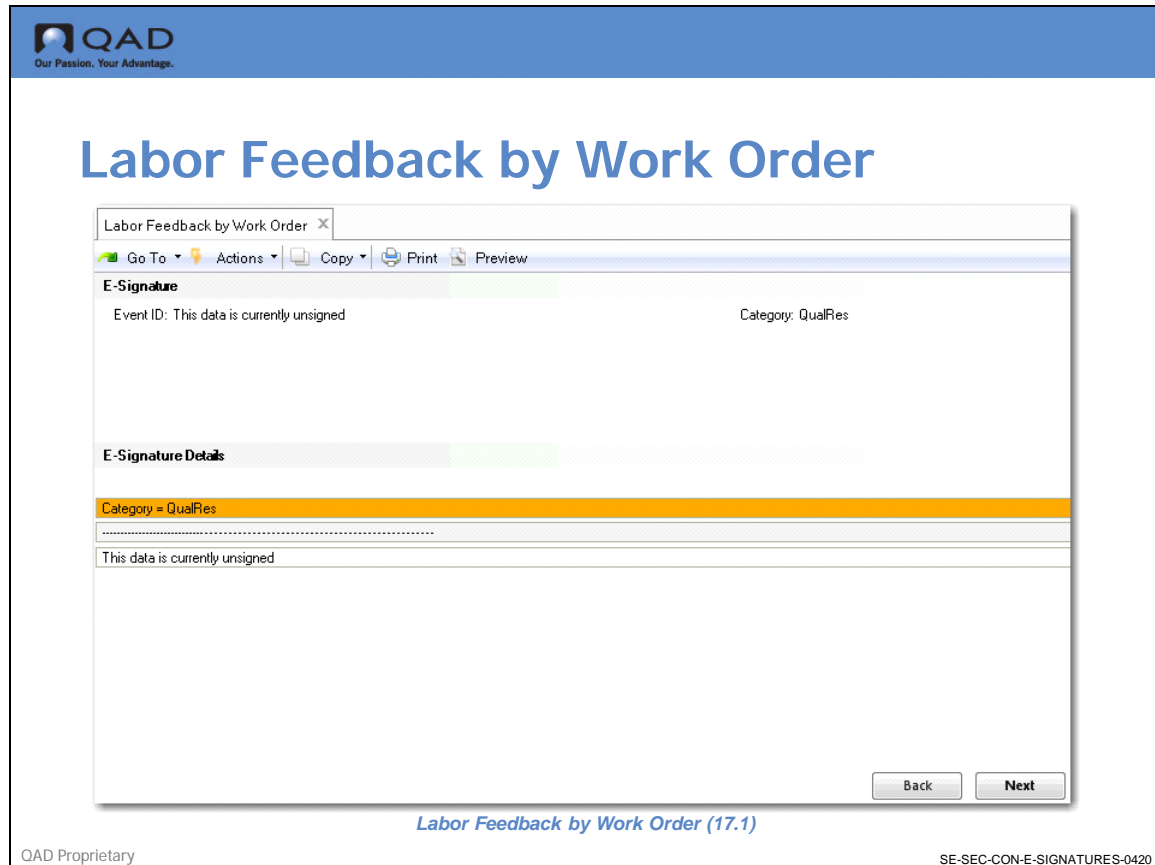 QAD
Our Passion. Your Advantage.
Labor Feedback by Work Order
Labor Feedback by Work Order X
Go To Actions Copy Print Preview
E-Signature
Event ID: This data is currently unsigned Category: QualRes
E-Signature Details
Category = QualRes
--------------------------------------------------------------------------------
This data is currently unsigned
Back Next
Labor Feedback by Work Order (17.1)
QAD Proprietary SE-SEC-CON-E-SIGNATURES-0420